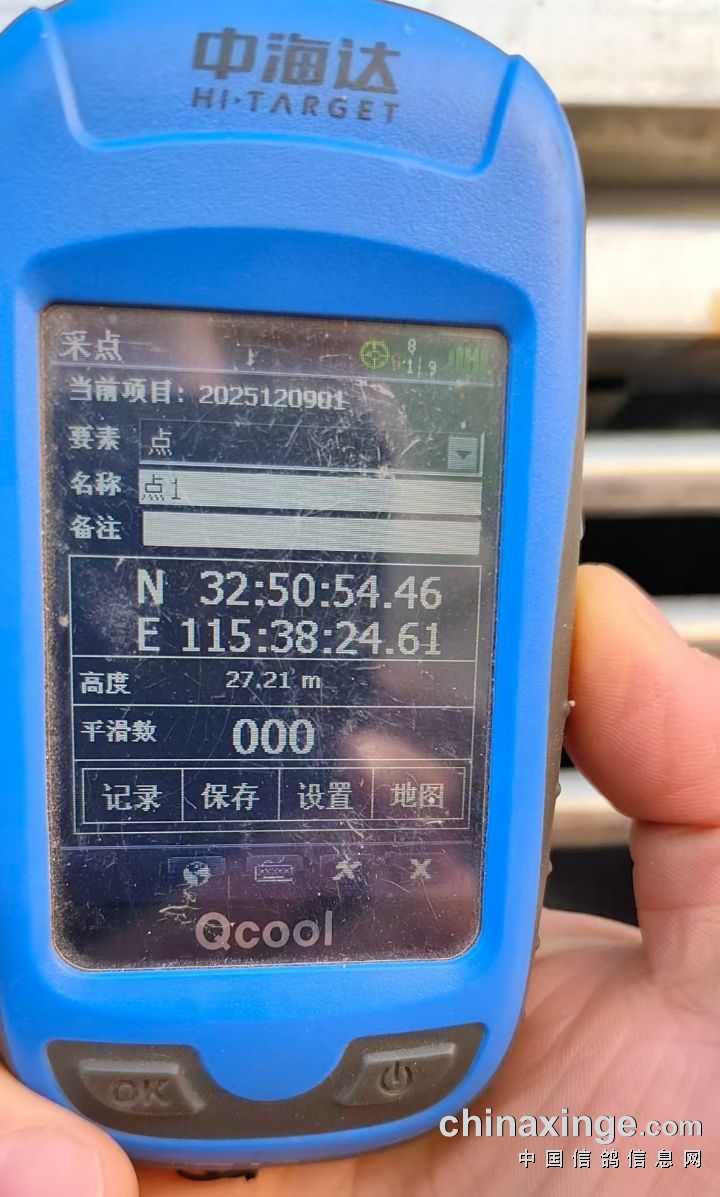 中海达
HI·TARGET
采点
当前项目: 2025120901
要素 点
名称 点1
备注
N 32:50:54.46
E 115:38:24.61
高度 27.21 m
平滑数 000
记录 保存 设置 地图
Qcool
OK
chinaxinge.com
中国信鸽信息网